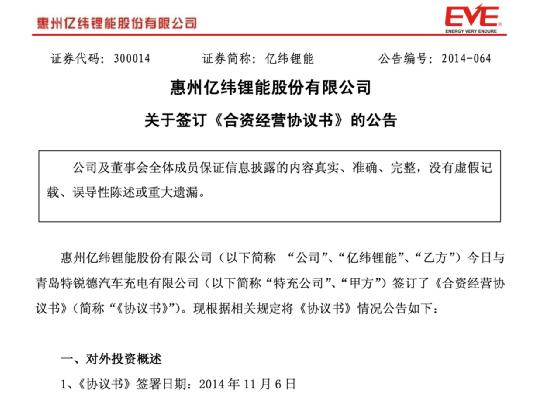 惠州亿纬锂能股份有限公司
EVE
ENERGY VERY ENDURE
证券代码：300014 证券简称：亿纬锂能 公告编号：2014-064
惠州亿纬锂能股份有限公司
关于签订《合资经营协议书》的公告
公司及董事会全体成员保证信息披露的内容真实、准确、完整，没有虚假记
载、误导性陈述或重大遗漏。
惠州亿纬锂能股份有限公司（以下简称 “公司”、“亿纬锂能”、“乙方”）今日与
青岛特锐德汽车充电有限公司（以下简称“特充公司”、“甲方”）签订了《合资经营协
议书》（简称“《协议书》”）。现根据相关规定将《协议书》情况公告如下：
一、对外投资概述
1、《协议书》签署日期：2014 年 11 月 6 日